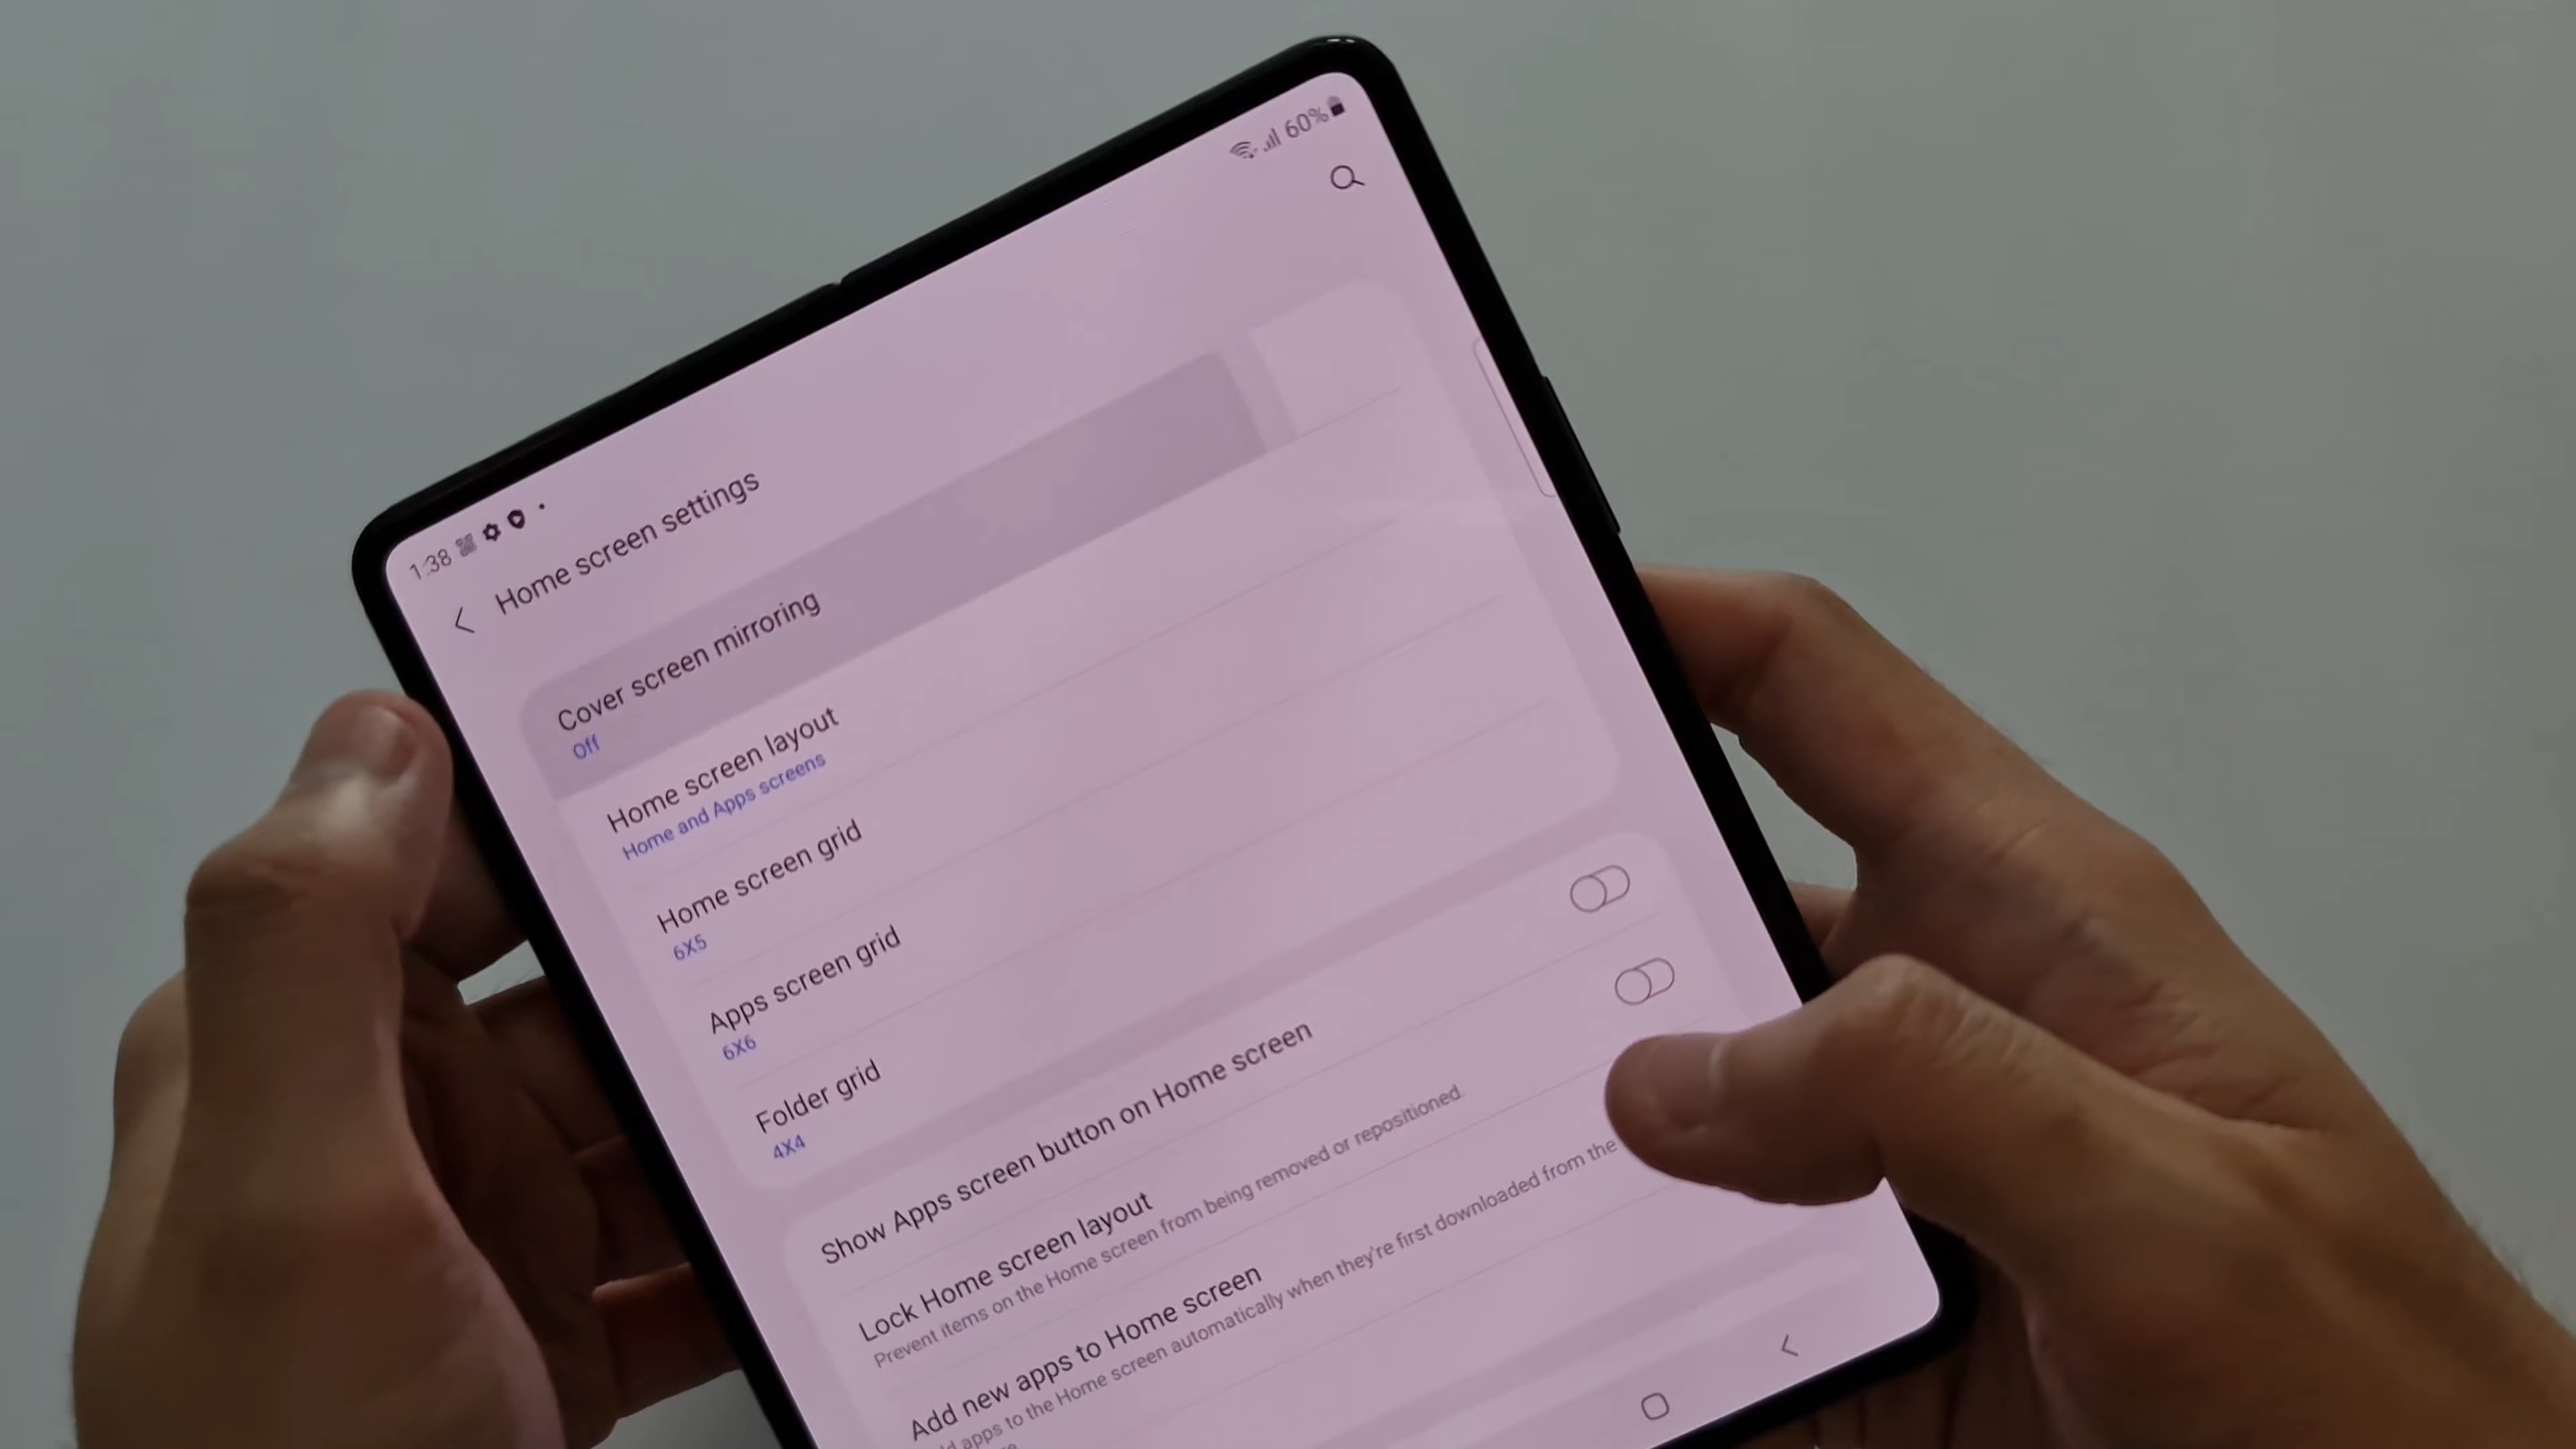 1:38
60%
Home screen settings
Cover screen mirroring
Off
Home screen layout
Home and Apps screens
Home screen grid
6X5
Apps screen grid
6X6
Folder grid
4X4
Show Apps screen button on Home screen
Lock Home screen layout
Prevent items on the Home screen from being removed or repositioned.
Add new apps to Home screen
apps to the Home screen automatically when they're first downloaded from the